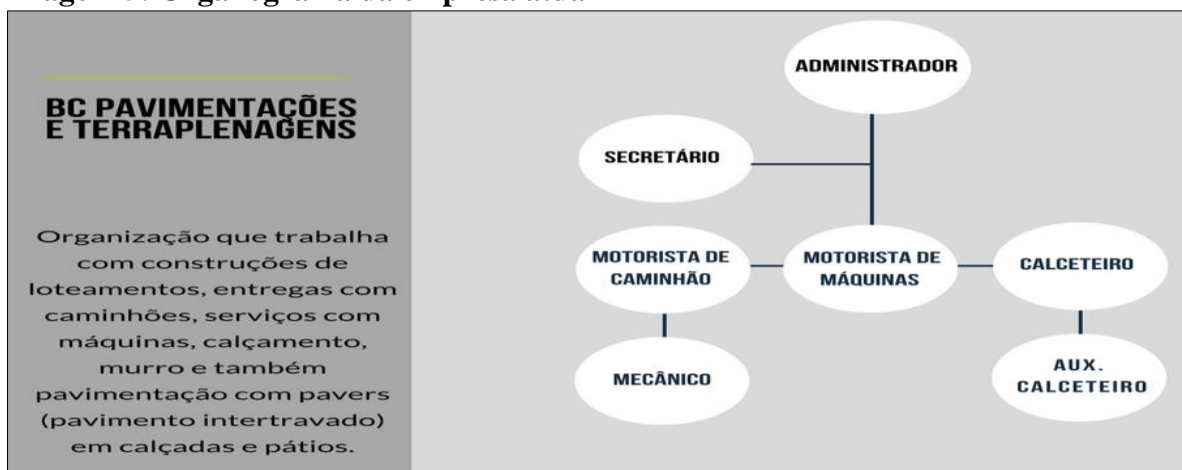 BC PAVIMENTAÇÕES
E TERRAPLENAGENS
Organização que trabalha
com construções de
loteamentos, entregas com
caminhões, serviços com
máquinas, calçamento,
murro e também
pavimentação com pavers
(pavimento intertravado)
em calçadas e pátios.
ADMINISTRADOR
SECRETÁRIO
MOTORISTA DE
CAMINHÃO
MOTORISTA DE
MÁQUINAS
CALCETEIRO
MECÂNICO
AUX.
CALCETEIRO